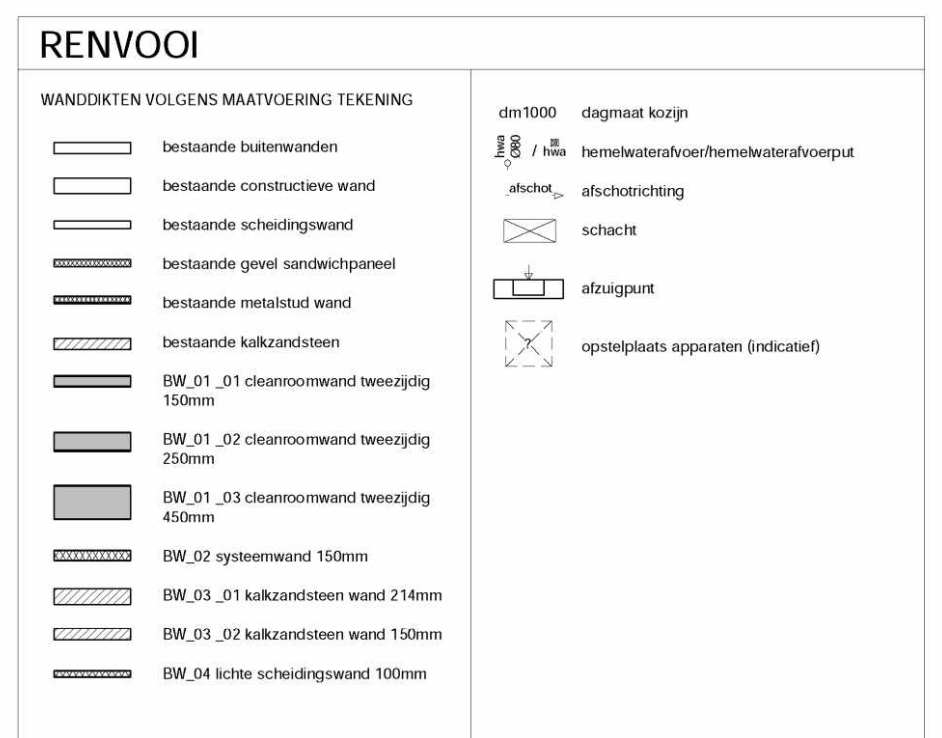 RENVOOI
WANDDIKTEN VOLGENS MAATVOERING TEKENING
bestaande buitenwanden
bestaande constructieve wand
bestaande scheidingswand
bestaande gevel sandwichpaneel
bestaande metalstud wand
bestaande kalkzandsteen
BW_01 _01 cleanroomwand tweezijdig
150mm
BW_01 _02 cleanroomwand tweezijdig
250mm
BW_01 _03 cleanroomwand tweezijdig
450mm
BW_02 systeemwand 150mm
BW_03 _01 kalkzandsteen wand 214mm
BW_03 _02 kalkzandsteen wand 150mm
BW_04 lichte scheidingswand 100mm
dm1000 dagmaat kozijn
hwa
Ø80
/ hwa hemelwaterafvoer/hemelwaterafvoerput
afschot afschotrichting
schacht
afzuigpunt
? opstelplaats apparaten (indicatief)